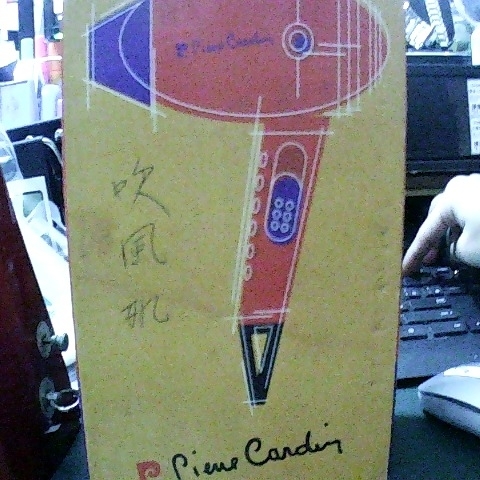 Pierre Cardin
吹
風
机
Pierre Cardin